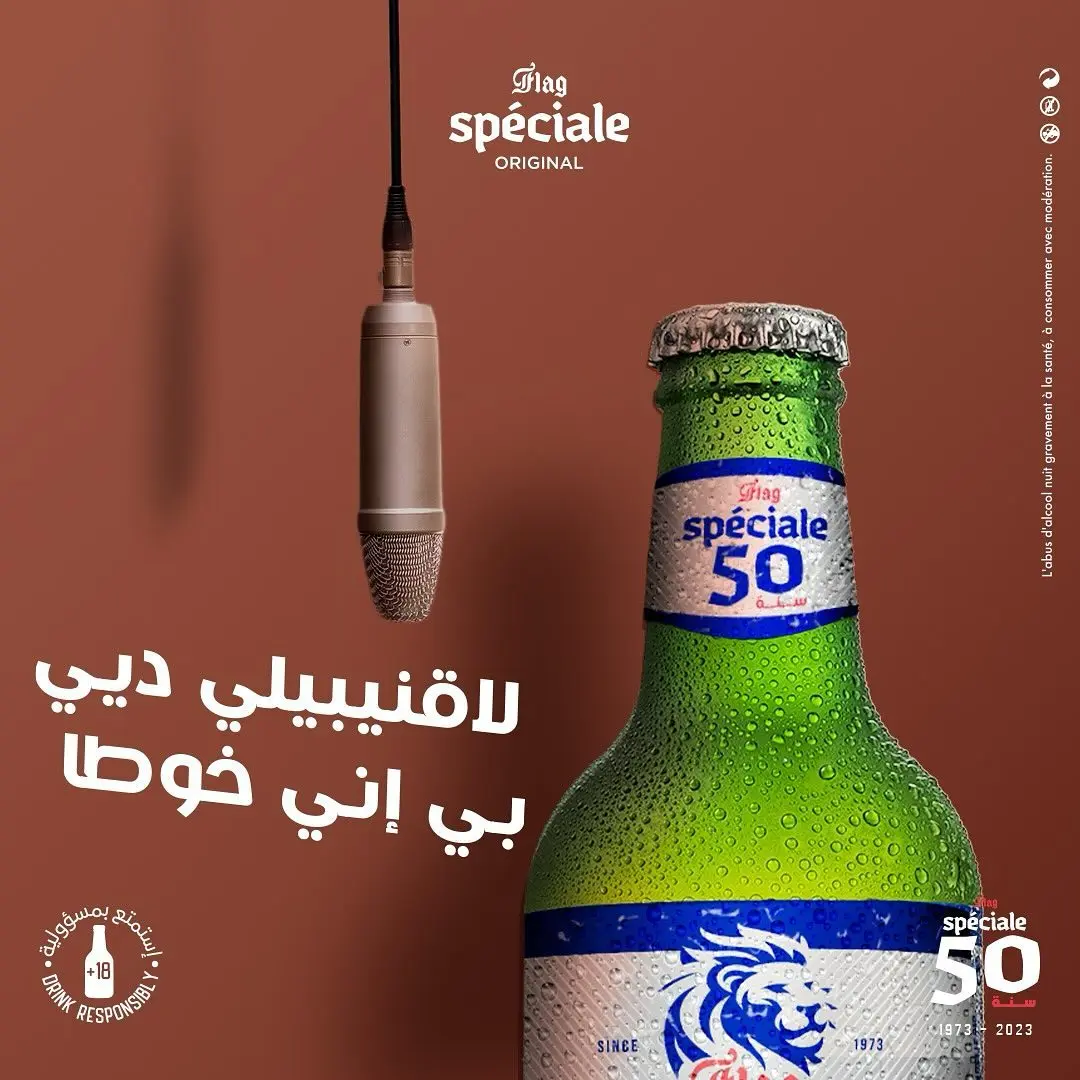 Flag
spéciale
ORIGINAL
L'abus d'alcool nuit gravement à la santé, à consommer avec modération.
Flag
spéciale
50
سنة
لاقنيبيلي ديي
بي إني خوطا
SINCE
1973
إستمتع بمسؤولية
+18
DRINK RESPONSIBLY
Flag
spéciale
50
سنة
1973 - 2023